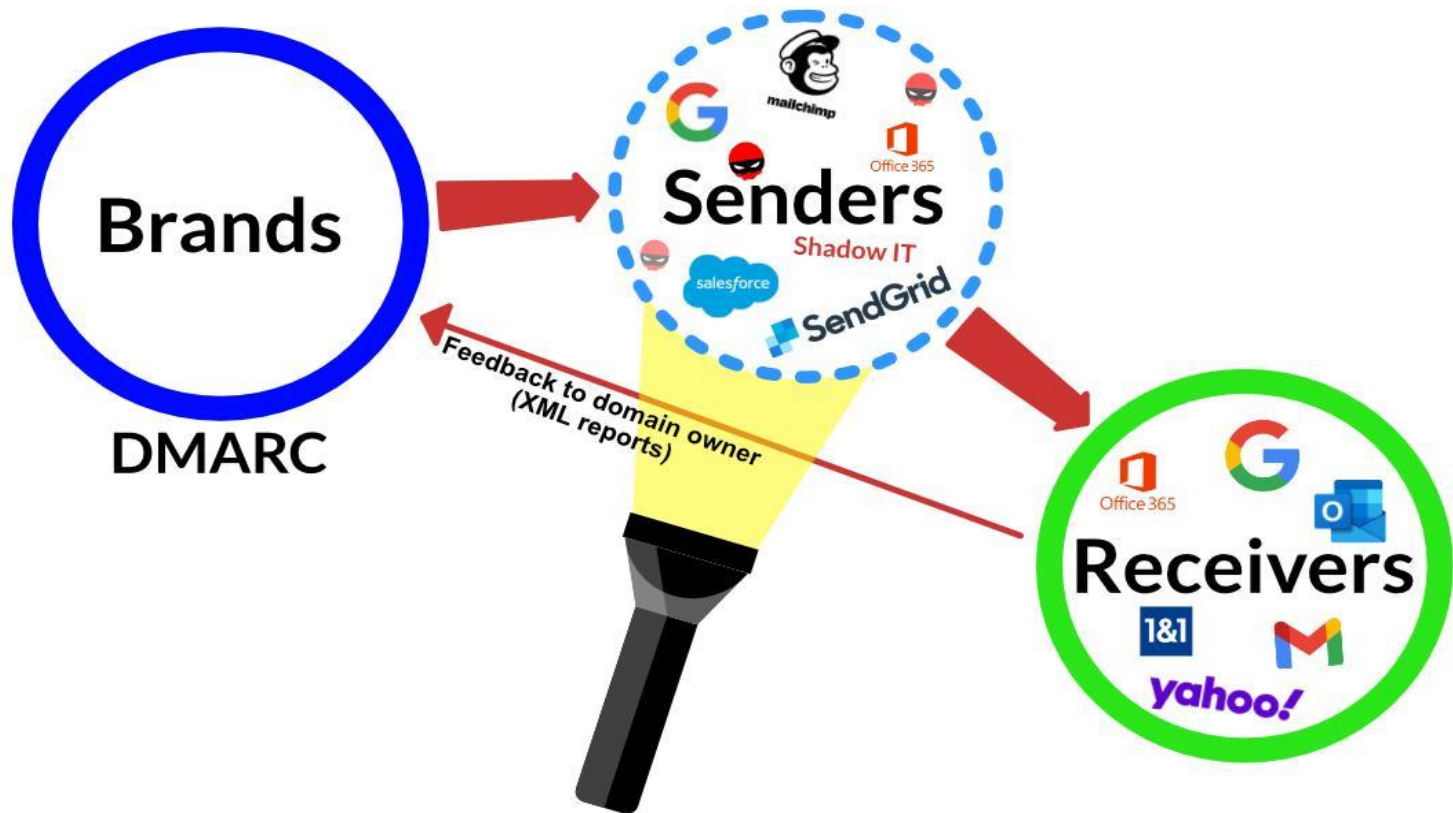 Brands
DMARC
mailchimp
G
Office 365
Senders
Shadow IT
salesforce
SendGrid
Feedback to domain owner
(XML reports)
G
Office 365
O
Receivers
1&1
M
yahoo!